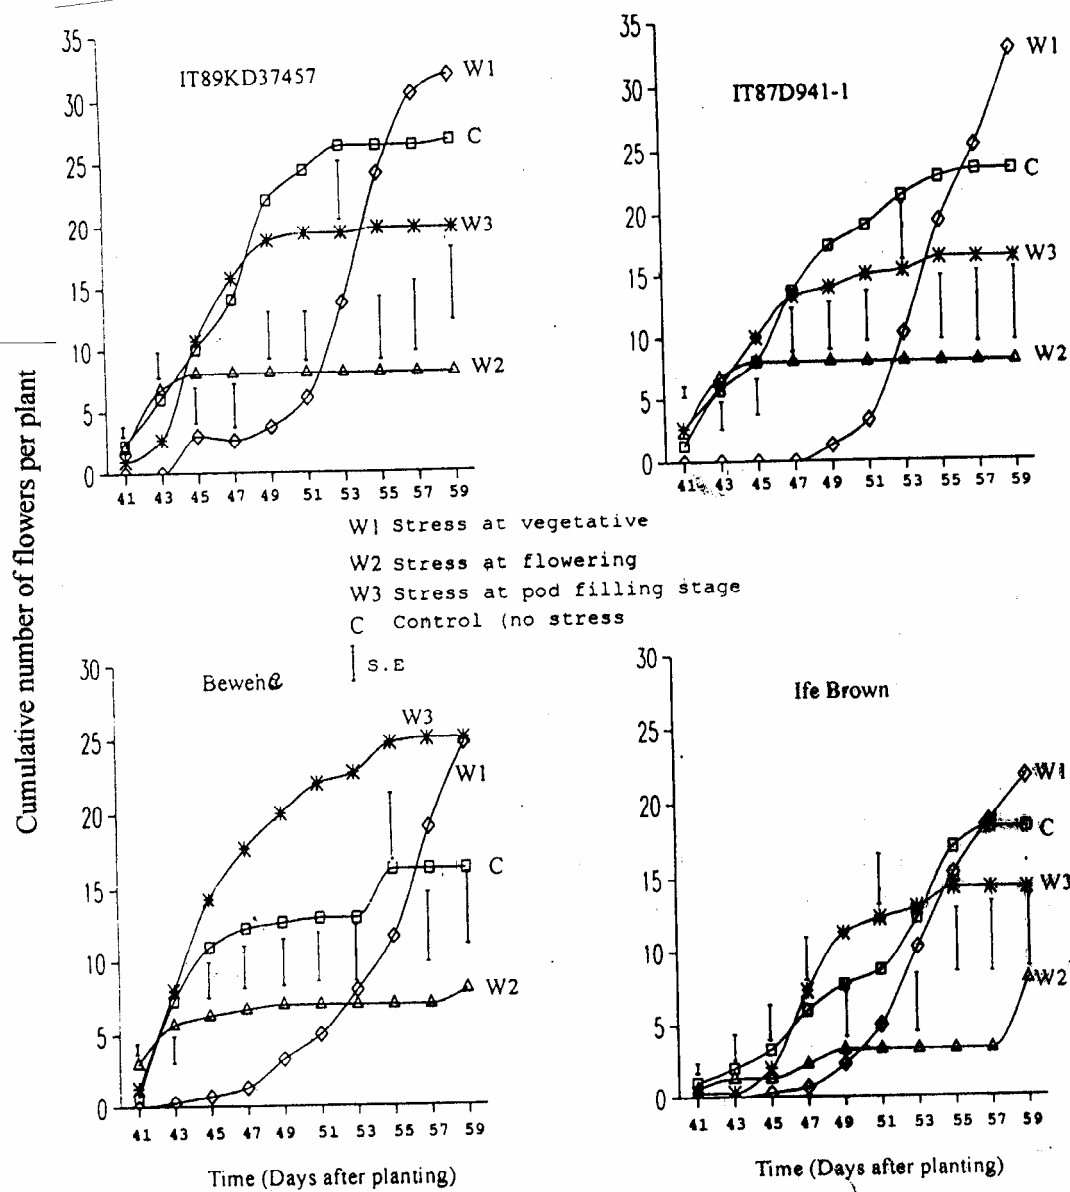 Cumulative number of flowers per plant
IT89KD37457
35
30
25
20
15
10
5
0
W1
C
W3
W2
41 43 45 47 49 51 53 55 57 59
IT87D941-1
35
30
25
20
15
10
5
0
W1
C
W3
W2
41 43 45 47 49 51 53 55 57 59
W1 Stress at vegetative
W2 Stress at flowering
W3 Stress at pod filling stage
C Control (no stress
S.E
Beweha
30
25
20
15
10
5
0
W3
W1
C
W2
41 43 45 47 49 51 53 55 57 59
Time (Days after planting)
Ife Brown
30
25
20
15
10
5
0
W1
C
W3
W2
41 43 45 47 49 51 53 55 57 59
Time (Days after planting)